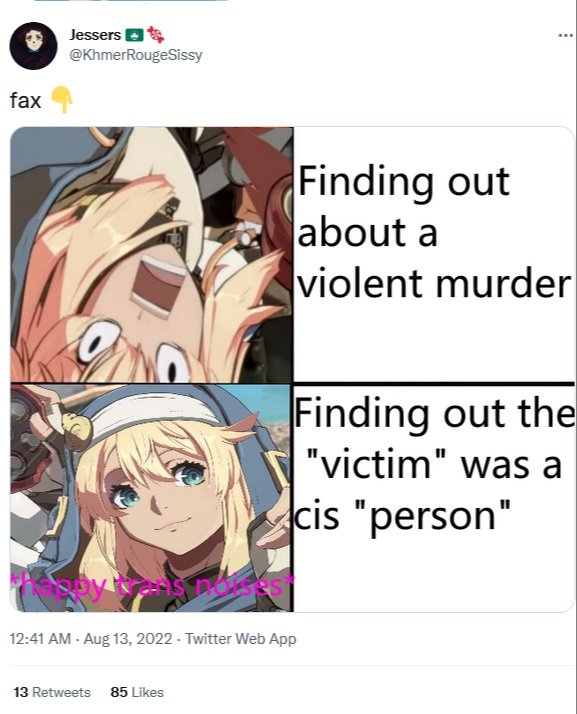 Jessers
@KhmerRougeSissy
fax
Finding out
about a
violent murder
Finding out the
"victim" was a
cis "person"
*happy trans noises*
12:41 AM · Aug 13, 2022 · Twitter Web App
13 Retweets 85 Likes